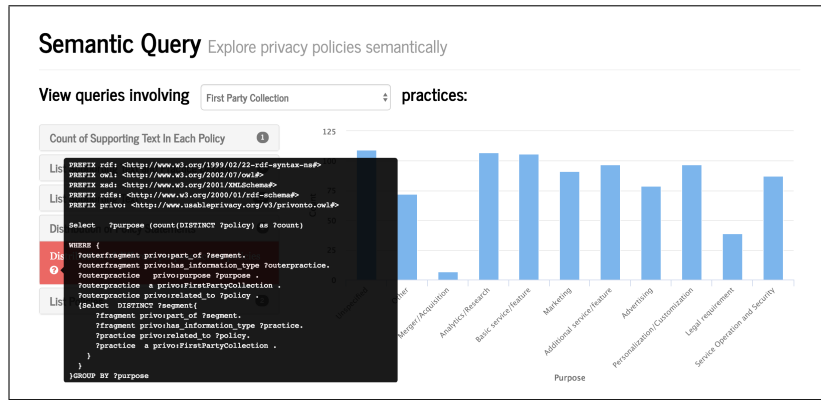 Semantic Query Explore privacy policies semantically
View queries involving First Party Collection practices:
Count of Supporting Text In Each Policy 1
PREFIX rdf: <http://www.w3.org/1999/02/22-rdf-syntax-ns#>
PREFIX owl: <http://www.w3.org/2002/07/owl#>
PREFIX xsd: <http://www.w3.org/2001/XMLSchema#>
PREFIX rdfs: <http://www.w3.org/2000/01/rdf-schema#>
PREFIX privo: <http://www.usableprivacy.org/v3/privonto.owl#>
Select ?purpose (count(DISTINCT ?policy) as ?count)
WHERE {
?outerfragment privo:part_of ?segment.
?outerfragment privo:has_information_type ?outerpractice.
?outerpractice privo:purpose ?purpose .
?outerpractice a privo:FirstPartyCollection .
?outerpractice privo:related_to ?policy .
{Select DISTINCT ?segment{
?fragment privo:part_of ?segment.
?fragment privo:has_information_type ?practice.
?practice privo:related_to ?policy.
?practice a privo:FirstPartyCollection .
}
}
}GROUP BY ?purpose
125
75
50
25
0
Merger/Acquisition
Analytics/Research
Basic service/feature
Marketing
Additional service/feature
Advertising
Personalization/Customization
Legal requirement
Service Operation and Security
Purpose